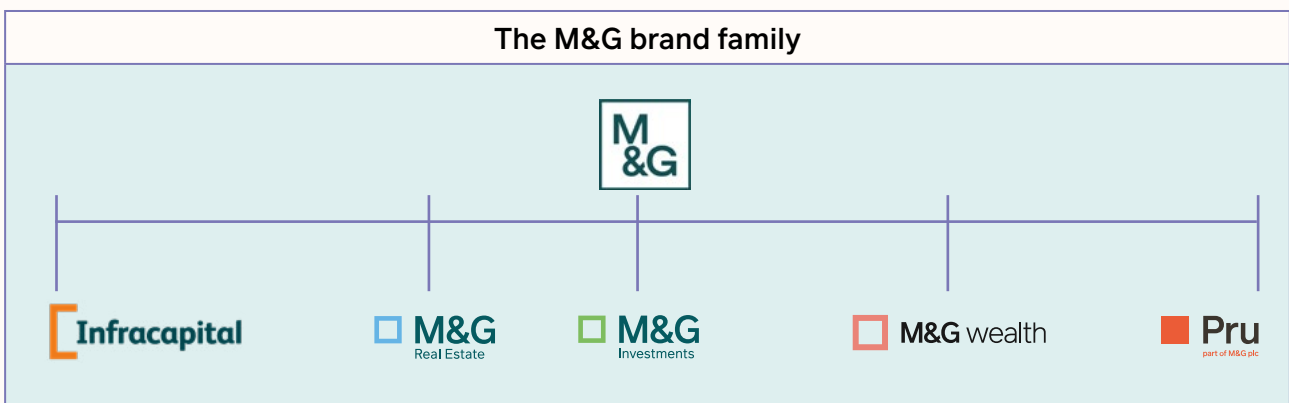 The M&G brand family
M
&G
Infracapital
M&G
Real Estate
M&G
Investments
M&G wealth
Pru
part of M&G plc